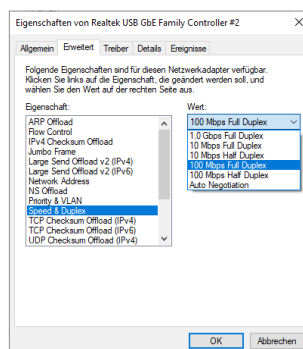 Eigenschaften von Realtek USB GbE Family Controller #2
Allgemein Erweitert Treiber Details Ereignisse
Folgende Eigenschaften sind für diesen Netzwerkadapter verfügbar.
Klicken Sie links auf die Eigenschaft, die geändert werden soll, und
wählen Sie den Wert auf der rechten Seite aus.
Eigenschaft:
ARP Offload
Flow Control
IPv4 Checksum Offload
Jumbo Frame
Large Send Offload v2 (IPv4)
Large Send Offload v2 (IPv6)
Network Address
NS Offload
Priority & VLAN
Speed & Duplex
TCP Checksum Offload (IPv4)
TCP Checksum Offload (IPv6)
UDP Checksum Offload (IPv4)
Wert:
100 Mbps Full Duplex
1.0 Gbps Full Duplex
10 Mbps Full Duplex
10 Mbps Half Duplex
100 Mbps Full Duplex
100 Mbps Half Duplex
Auto Negotiation
OK Abbrechen